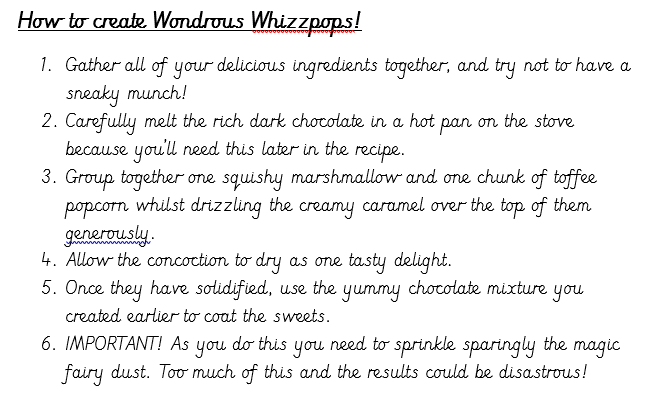 How to create Wondrous Whizzpops!
1. Gather all of your delicious ingredients together, and try not to have a
sneaky munch!
2. Carefully melt the rich dark chocolate in a hot pan on the stove
because you'll need this later in the recipe.
3. Group together one squishy marshmallow and one chunk of toffee
popcorn whilst drizzling the creamy caramel over the top of them
generously.
4. Allow the concoction to dry as one tasty delight.
5. Once they have solidified, use the yummy chocolate mixture you
created earlier to coat the sweets.
6. IMPORTANT! As you do this you need to sprinkle sparingly the magic
fairy dust. Too much of this and the results could be disastrous!